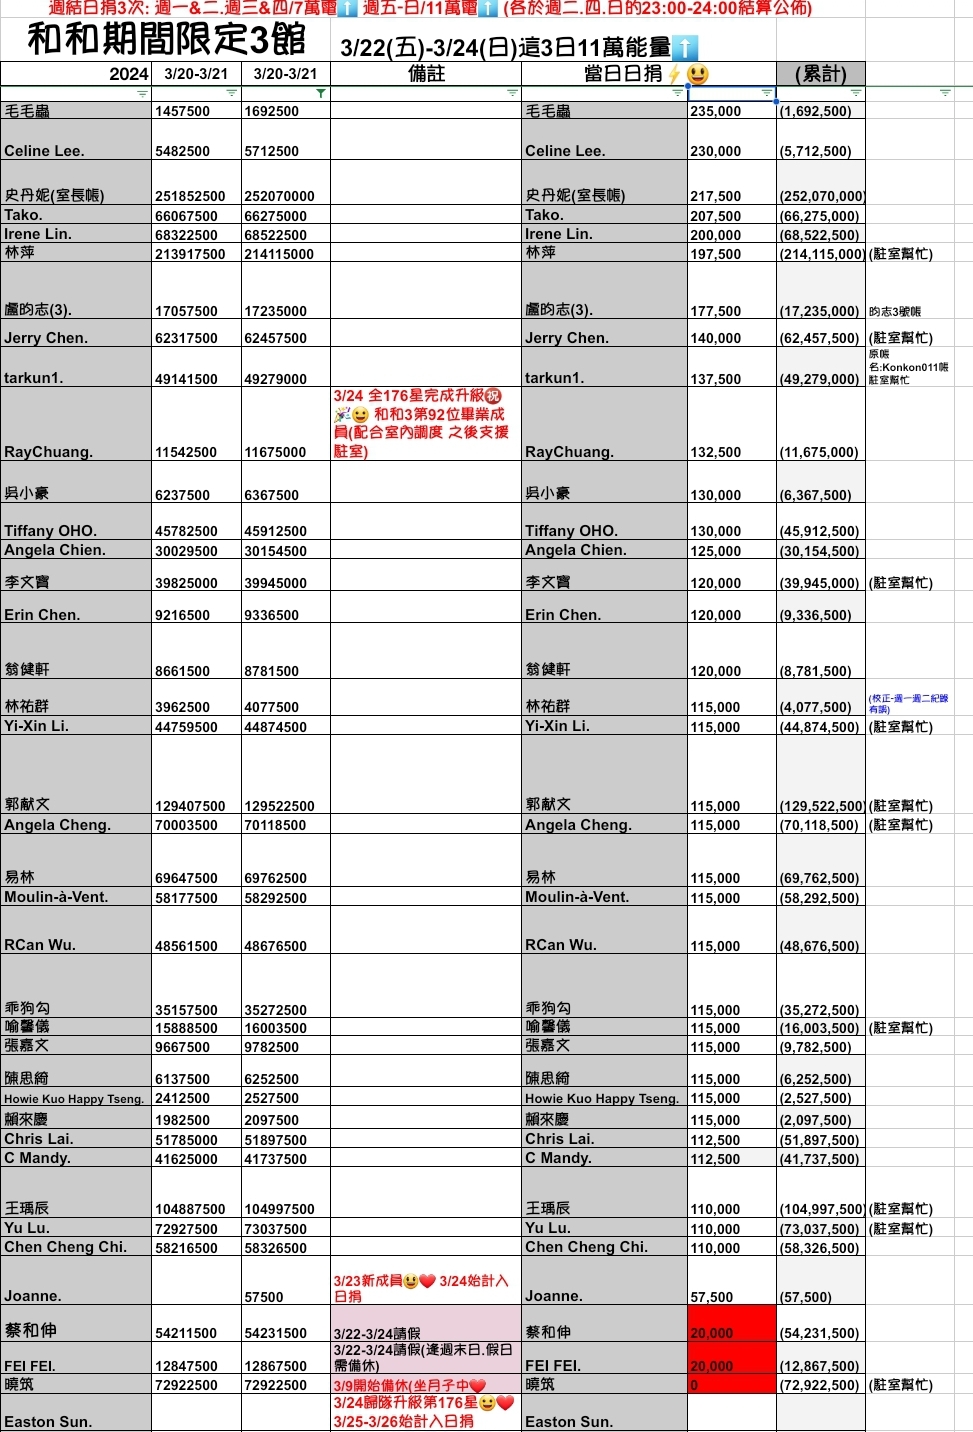 週結日捐3次: 週一&二.週三&四/7萬電⬆️ 週五-日/11萬電⬆️ (各於週二.四.日的23:00-24:00結算公佈)
和和期間限定3館 3/22(五)-3/24(日)這3日11萬能量⬆️
2024 3/20-3/21 3/20-3/21 備註 當日日捐⚡😃 (累計)
毛毛蟲 1457500 1692500 毛毛蟲 235,000 (1,692,500)
Celine Lee. 5482500 5712500 Celine Lee. 230,000 (5,712,500)
史丹妮(室長帳) 251852500 252070000 史丹妮(室長帳) 217,500 (252,070,000)
Tako. 66067500 66275000 Tako. 207,500 (66,275,000)
Irene Lin. 68322500 68522500 Irene Lin. 200,000 (68,522,500)
林萍 213917500 214115000 林萍 197,500 (214,115,000) (駐室幫忙)
盧昀志(3). 17057500 17235000 盧昀志(3). 177,500 (17,235,000) 昀志3號帳
Jerry Chen. 62317500 62457500 Jerry Chen. 140,000 (62,457,500) (駐室幫忙)
原帳
名:Konkon011帳
tarkun1. 49141500 49279000 tarkun1. 137,500 (49,279,000) 駐室幫忙
3/24 全176星完成升級㊗️
🎉😃 和和3第92位畢業成
員(配合室內調度 之後支援
RayChuang. 11542500 11675000 駐室) RayChuang. 132,500 (11,675,000)
吳小豪 6237500 6367500 吳小豪 130,000 (6,367,500)
Tiffany OHO. 45782500 45912500 Tiffany OHO. 130,000 (45,912,500)
Angela Chien. 30029500 30154500 Angela Chien. 125,000 (30,154,500)
李文寶 39825000 39945000 李文寶 120,000 (39,945,000) (駐室幫忙)
Erin Chen. 9216500 9336500 Erin Chen. 120,000 (9,336,500)
翁健軒 8661500 8781500 翁健軒 120,000 (8,781,500)
(校正-週一週二紀錄
林祐群 3962500 4077500 林祐群 115,000 (4,077,500) 有誤)
Yi-Xin Li. 44759500 44874500 Yi-Xin Li. 115,000 (44,874,500) (駐室幫忙)
郭献文 129407500 129522500 郭献文 115,000 (129,522,500) (駐室幫忙)
Angela Cheng. 70003500 70118500 Angela Cheng. 115,000 (70,118,500) (駐室幫忙)
易林 69647500 69762500 易林 115,000 (69,762,500)
Moulin-à-Vent. 58177500 58292500 Moulin-à-Vent. 115,000 (58,292,500)
RCan Wu. 48561500 48676500 RCan Wu. 115,000 (48,676,500)
乖狗勾 35157500 35272500 乖狗勾 115,000 (35,272,500)
喻馨儀 15888500 16003500 喻馨儀 115,000 (16,003,500) (駐室幫忙)
張嘉文 9667500 9782500 張嘉文 115,000 (9,782,500)
陳思綺 6137500 6252500 陳思綺 115,000 (6,252,500)
Howie Kuo Happy Tseng. 2412500 2527500 Howie Kuo Happy Tseng. 115,000 (2,527,500)
賴來慶 1982500 2097500 賴來慶 115,000 (2,097,500)
Chris Lai. 51785000 51897500 Chris Lai. 112,500 (51,897,500)
C Mandy. 41625000 41737500 C Mandy. 112,500 (41,737,500)
王瑀辰 104887500 104997500 王瑀辰 110,000 (104,997,500) (駐室幫忙)
Yu Lu. 72927500 73037500 Yu Lu. 110,000 (73,037,500) (駐室幫忙)
Chen Cheng Chi. 58216500 58326500 Chen Cheng Chi. 110,000 (58,326,500)
3/23新成員😃❤️ 3/24始計入
Joanne. 57500 日捐 Joanne. 57,500 (57,500)
蔡和伸 54211500 54231500 3/22-3/24請假 蔡和伸 20,000 (54,231,500)
3/22-3/24請假(逢週末日.假日
FEI FEI. 12847500 12867500 需備休) FEI FEI. 20,000 (12,867,500)
曉筑 72922500 72922500 3/9開始備休(坐月子中❤️ 曉筑 0 (72,922,500) (駐室幫忙)
3/24歸隊升級第176星😃❤️
Easton Sun. 3/25-3/26始計入日捐 Easton Sun.